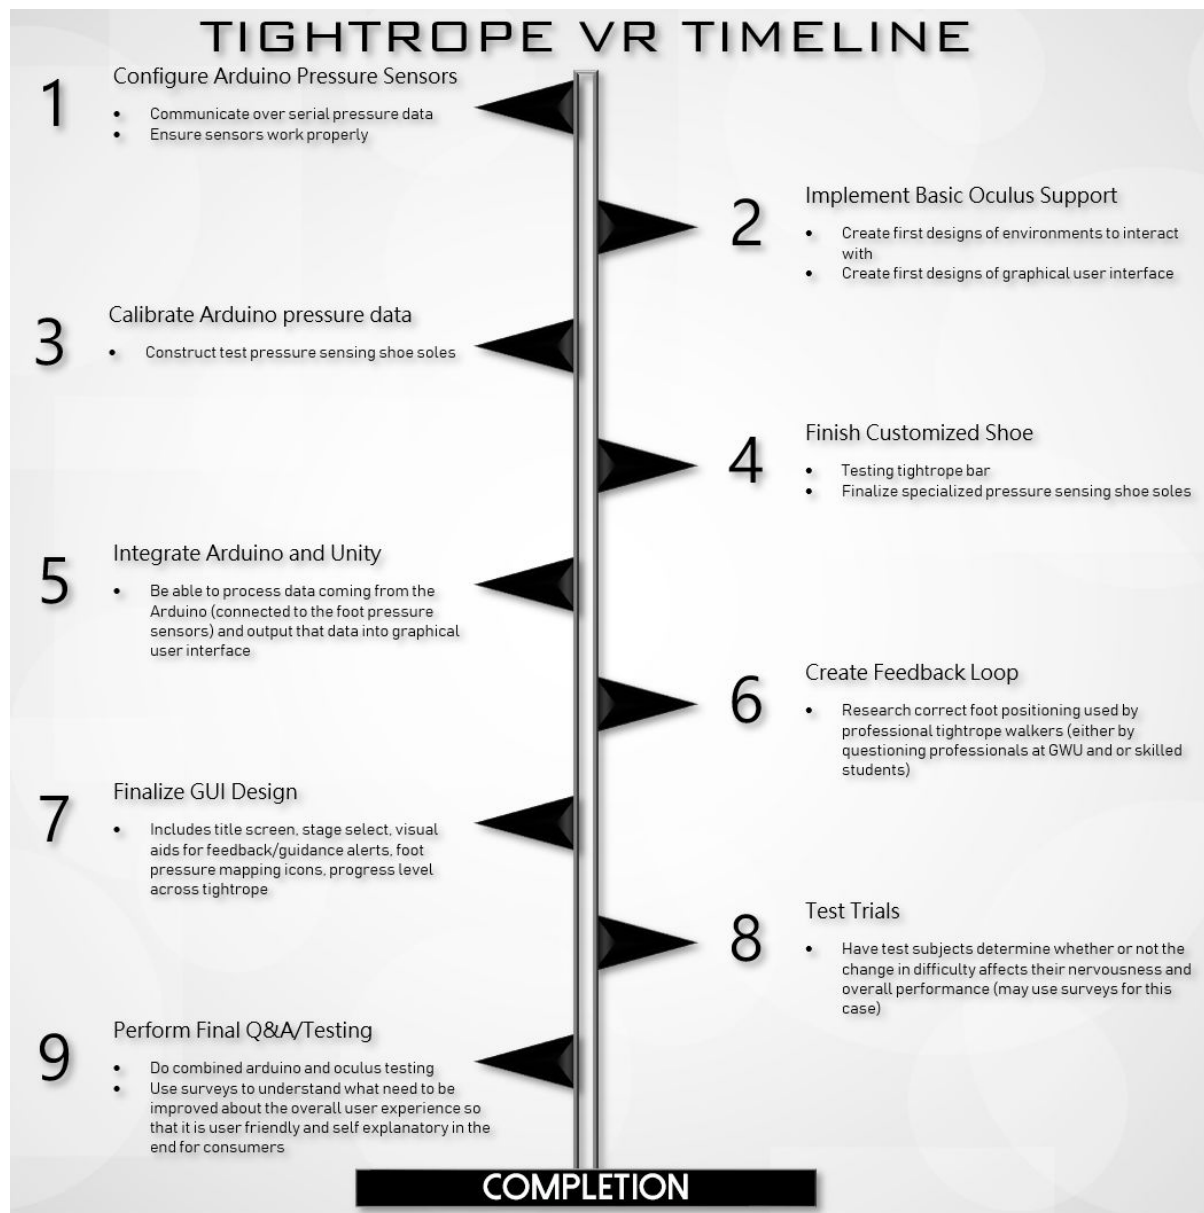 TIGHTROPE VR TIMELINE
1
Configure Arduino Pressure Sensors
• Communicate over serial pressure data
• Ensure sensors work properly
2
Implement Basic Oculus Support
• Create first designs of environments to interact
with
• Create first designs of graphical user interface
3
Calibrate Arduino pressure data
• Construct test pressure sensing shoe soles
4
Finish Customized Shoe
• Testing tightrope bar
• Finalize specialized pressure sensing shoe soles
5
Integrate Arduino and Unity
• Be able to process data coming from the
Arduino (connected to the foot pressure
sensors) and output that data into graphical
user interface
6
Create Feedback Loop
• Research correct foot positioning used by
professional tightrope walkers (either by
questioning professionals at GWU and or skilled
students)
7
Finalize GUI Design
• Includes title screen, stage select, visual
aids for feedback/guidance alerts, foot
pressure mapping icons, progress level
across tightrope
8
Test Trials
• Have test subjects determine whether or not the
change in difficulty affects their nervousness and
overall performance (may use surveys for this
case)
9
Perform Final Q&A/Testing
• Do combined arduino and oculus testing
• Use surveys to understand what need to be
improved about the overall user experience so
that it is user friendly and self explanatory in the
end for consumers
COMPLETION